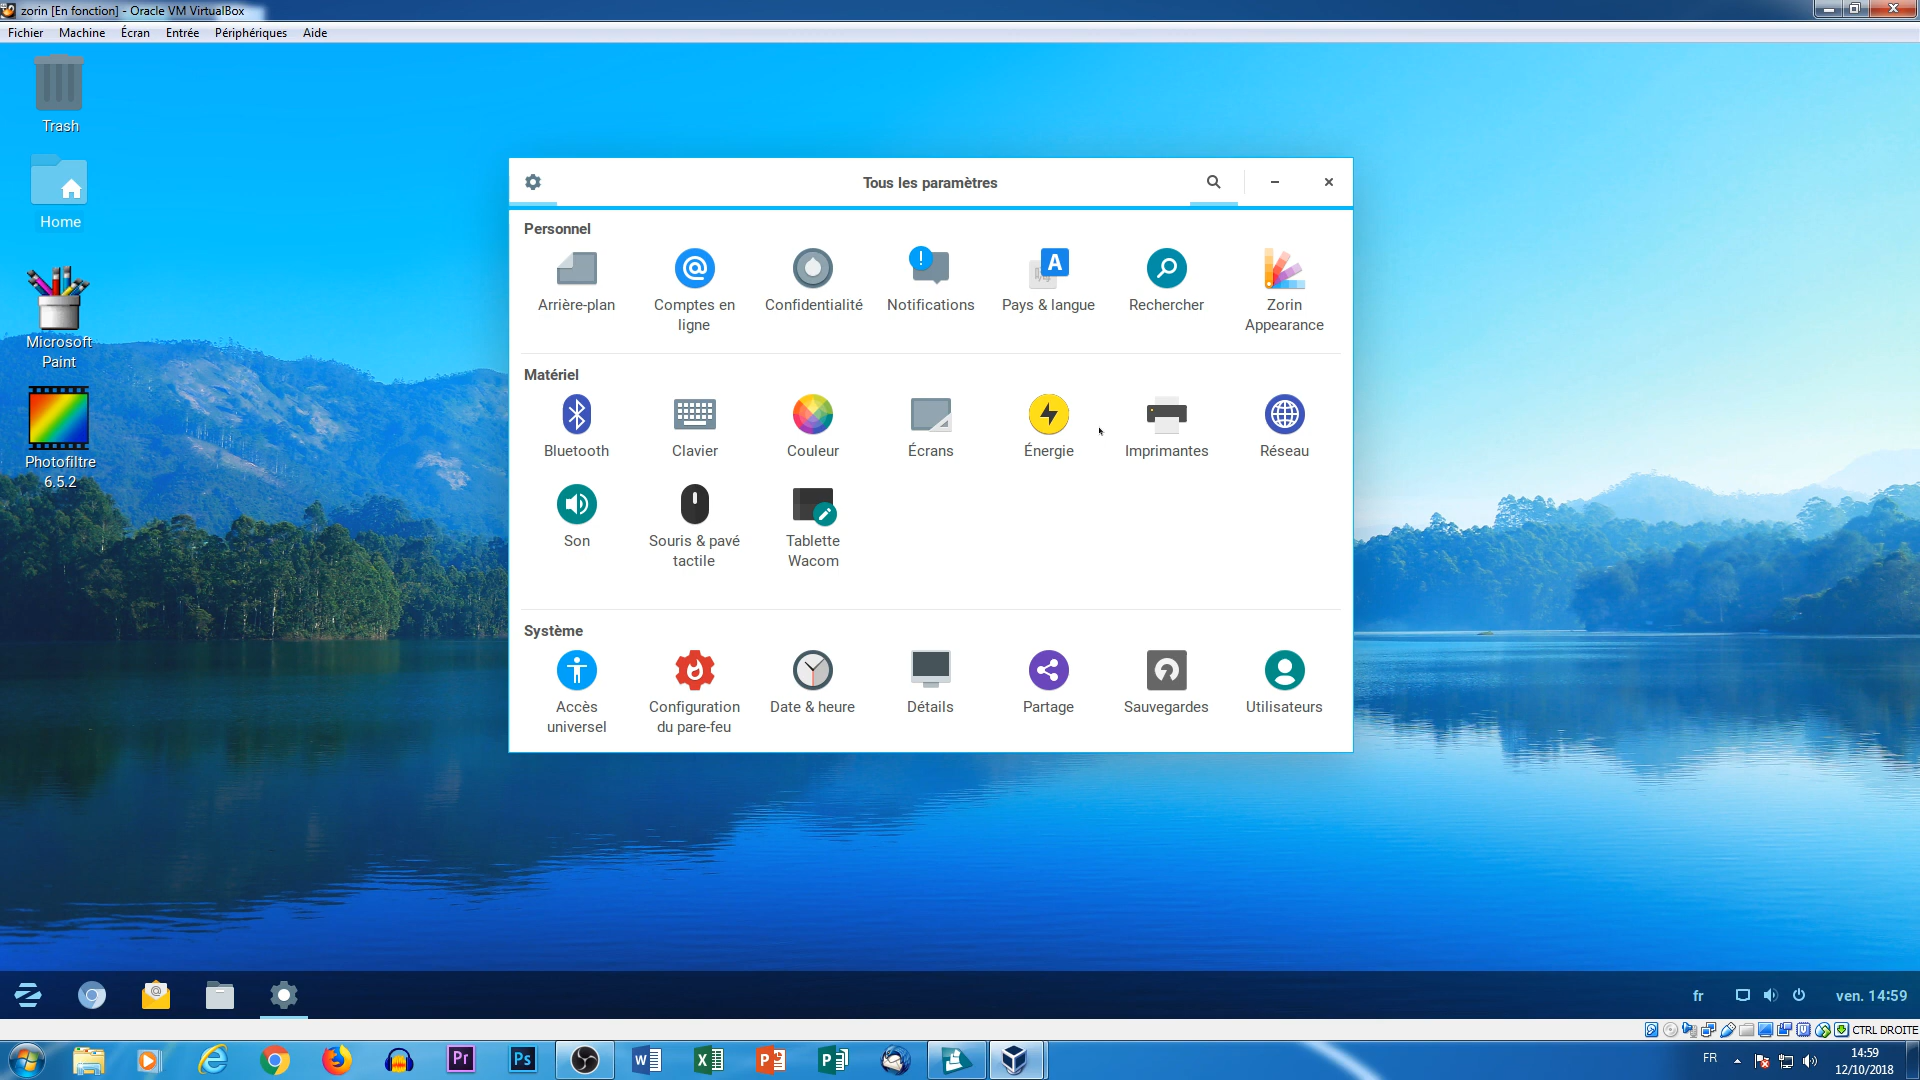 zorin [En fonction] - Oracle VM VirtualBox
Fichier Machine Écran Entrée Périphériques Aide
Trash
Home
Microsoft
Paint
Photofiltre
6.5.2
Tous les paramètres
Personnel
Arrière-plan
Comptes en
ligne
Confidentialité
Notifications
Pays & langue
Rechercher
Zorin
Appearance
Matériel
Bluetooth
Clavier
Couleur
Écrans
Énergie
Imprimantes
Réseau
Son
Souris & pavé
tactile
Tablette
Wacom
Système
Accès
universel
Configuration
du pare-feu
Date & heure
Détails
Partage
Sauvegardes
Utilisateurs
fr
ven. 14:59
CTRL DROITE
Pr
Ps
FR
14:59
12/10/2018